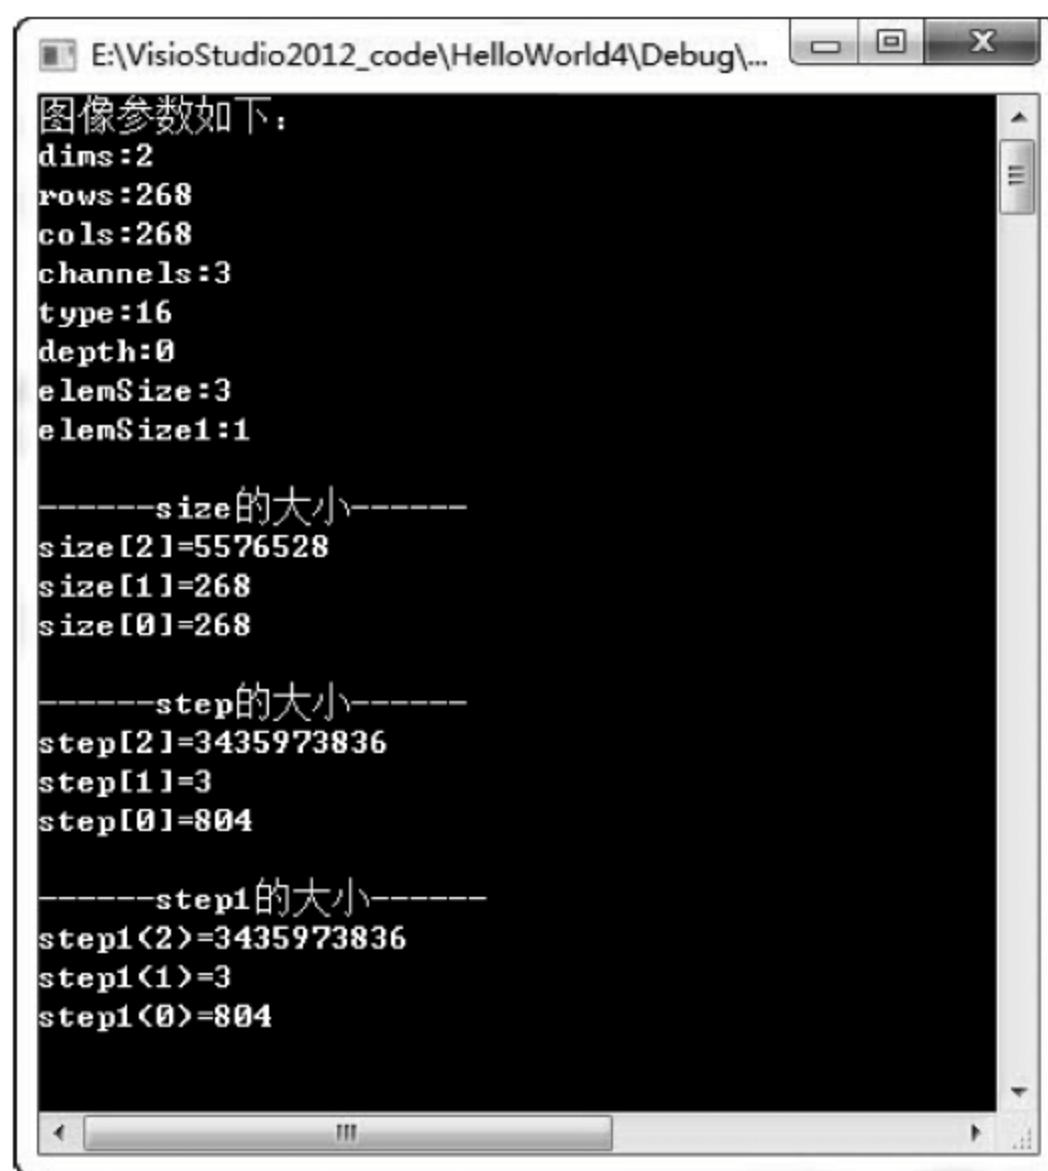 E:\VisioStudio2012_code\HelloWorld4\Debug\...
图像参数如下：
dims:2
rows:268
cols:268
channels:3
type:16
depth:0
elemSize:3
elemSize1:1
------size的大小------
size[2]=5576528
size[1]=268
size[0]=268
------step的大小------
step[2]=3435973836
step[1]=3
step[0]=804
------step1的大小------
step1(2)=3435973836
step1(1)=3
step1(0)=804